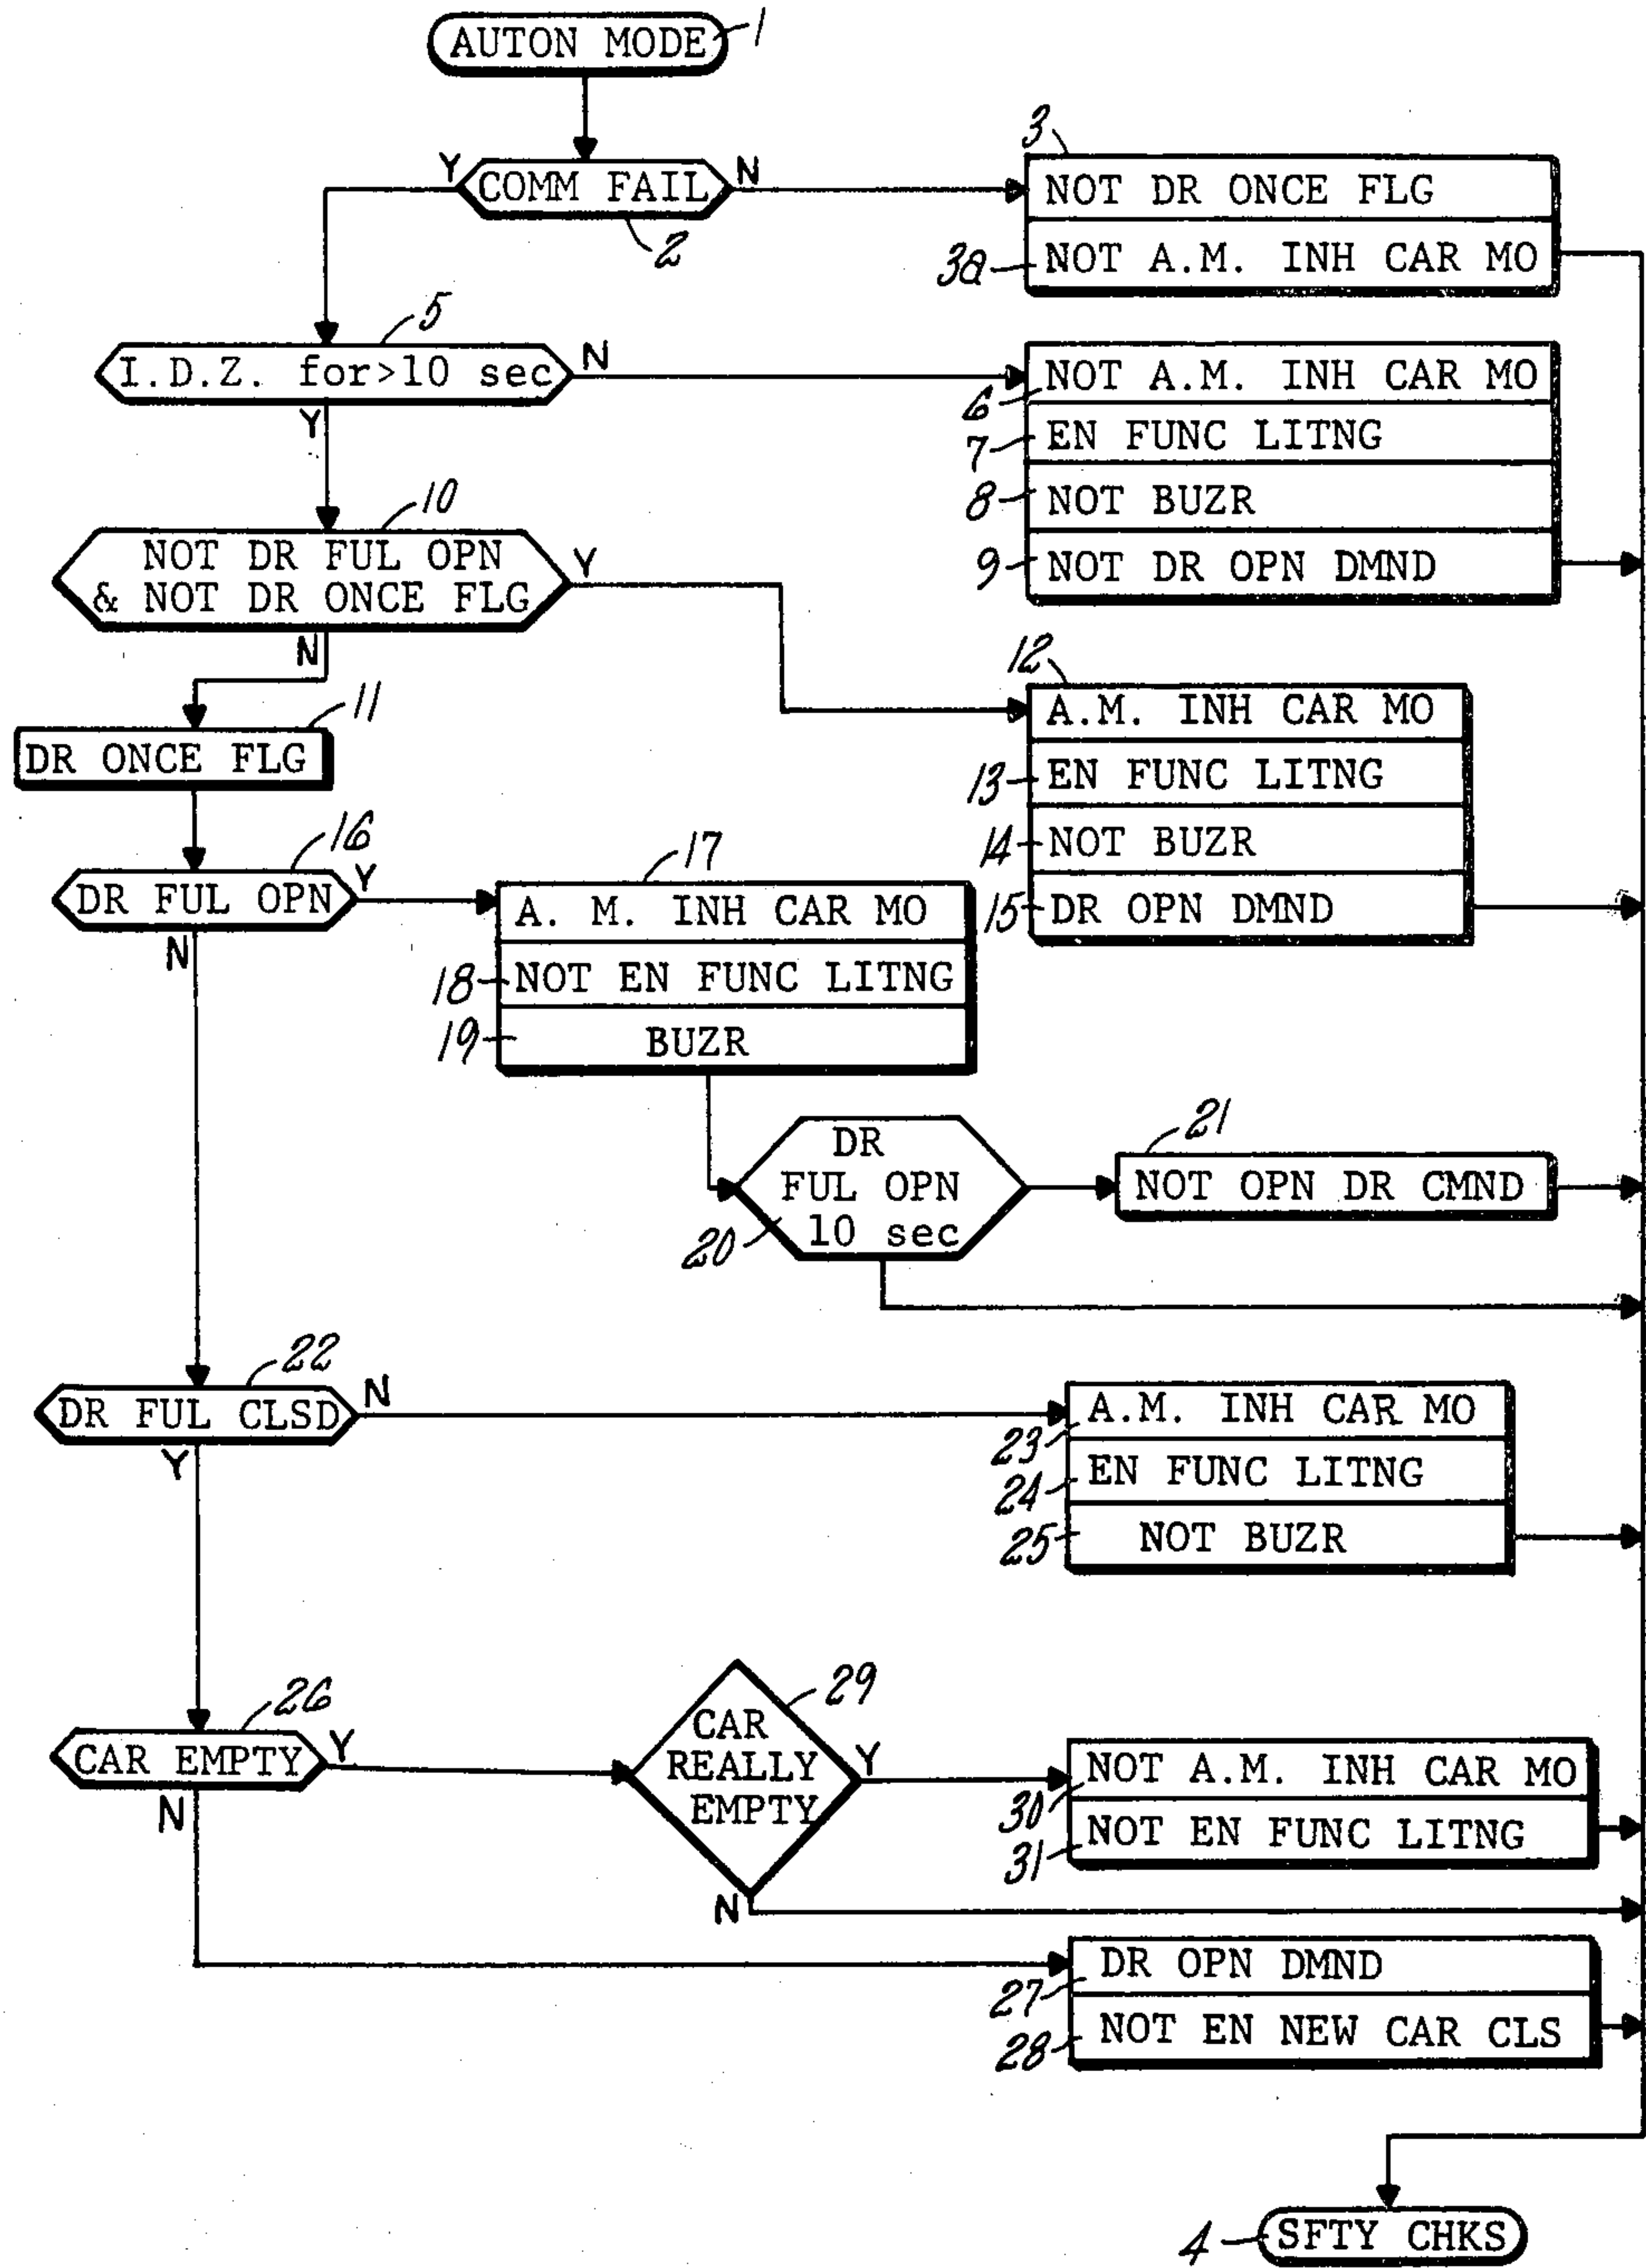 AUTON MODE 1
Y COMM FAIL N
2
3
NOT DR ONCE FLG
3a NOT A.M. INH CAR MO
5
I.D.Z. for>10 sec N
Y
6 NOT A.M. INH CAR MO
7 EN FUNC LITNG
8 NOT BUZR
9 NOT DR OPN DMND
10
NOT DR FUL OPN
& NOT DR ONCE FLG
Y
N
11
DR ONCE FLG
12
A.M. INH CAR MO
13 EN FUNC LITNG
14 NOT BUZR
15 DR OPN DMND
16
DR FUL OPN Y
N
17
A. M. INH CAR MO
18 NOT EN FUNC LITNG
19 BUZR
DR
FUL OPN
10 sec
20
21
NOT OPN DR CMND
22
DR FUL CLSD N
Y
23 A.M. INH CAR MO
24 EN FUNC LITNG
25 NOT BUZR
26
CAR EMPTY Y
N
29
CAR
REALLY
EMPTY
Y
N
30 NOT A.M. INH CAR MO
31 NOT EN FUNC LITNG
27 DR OPN DMND
28 NOT EN NEW CAR CLS
4 SFTY CHKS